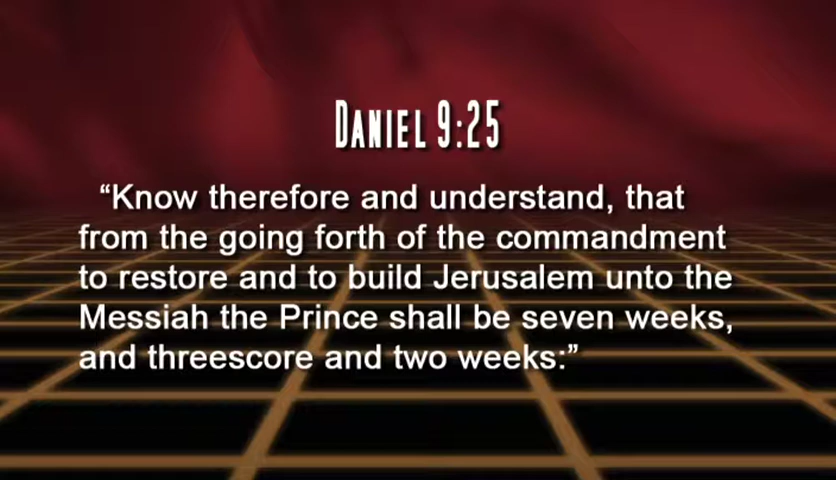 DANIEL 9:25
“Know therefore and understand, that
from the going forth of the commandment
to restore and to build Jerusalem unto the
Messiah the Prince shall be seven weeks,
and threescore and two weeks:”